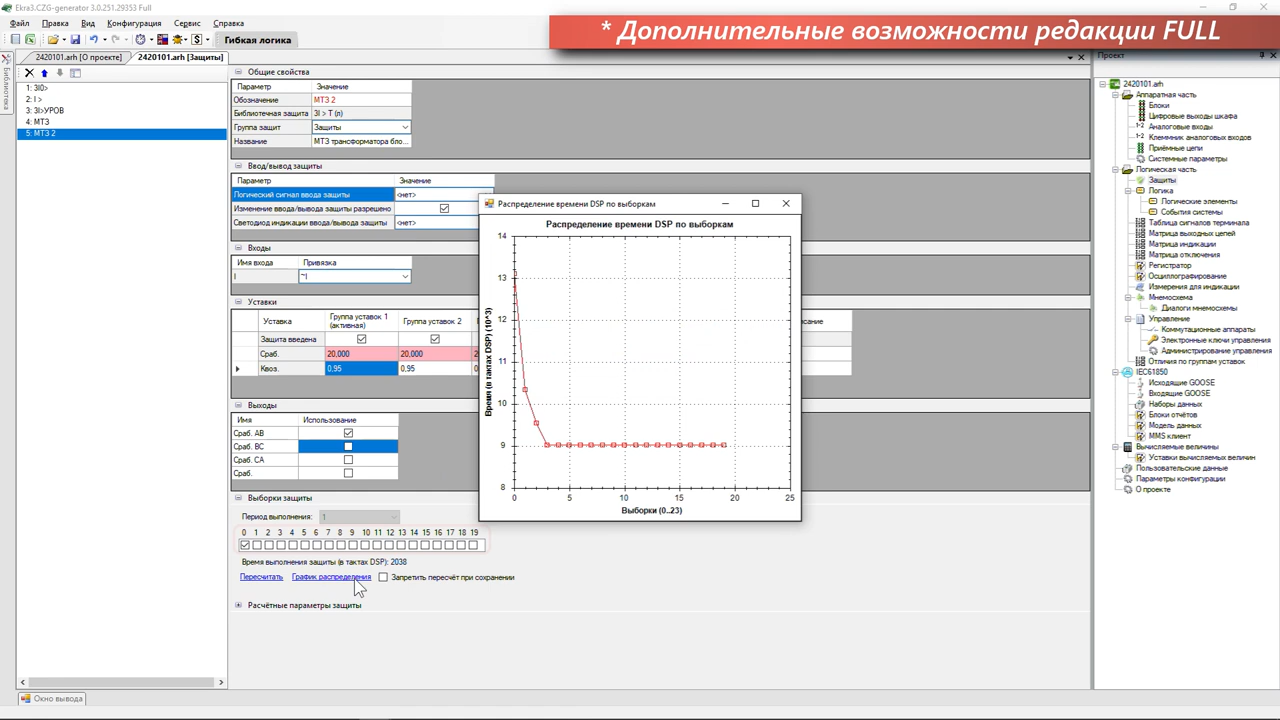 Ekra3.CZG-generator 3.0.251.29353 Full
* Дополнительные возможности редакции FULL
Файл Правка Вид Конфигурация Сервис Справка
Гибкая логика
2420101.arh [О проекте] 2420101.arh [Защиты]
Библиотека
1: 3I0>
2: I >
3: 3I>УРОВ
4: МТЗ
5: МТЗ 2
Общие свойства
Параметр Значение
Обозначение МТЗ 2
Библиотечная защита 3I > T (n)
Группа защит Защиты
Название МТЗ трансформатора бло...
Ввод/вывод защиты
Параметр Значение
Логический сигнал ввода защиты <нет>
Изменение ввода/вывода защиты разрешено
Светодиод индикации ввода/вывода защиты <нет>
Входы
Имя входа Привязка
I ~I
Уставки
Уставка Группа уставок 1 (активная) Группа уставок 2
Защита введена
Сраб. 20,000 20,000 2
Квоз. 0.95 0.95 0
Выходы
Имя Использование
Сраб. AB
Сраб. BC
Сраб. CA
Сраб.
Выборки защиты
Период выполнения: 1
0 1 2 3 4 5 6 7 8 9 10 11 12 13 14 15 16 17 18 19
Время выполнения защиты (в тактах DSP): 2038
Пересчитать График распределения Запретить пересчёт при сохранении
Расчётные параметры защиты
Окно вывода
Распределение времени DSP по выборкам
Распределение времени DSP по выборкам
Время (в тактах DSP) (10^3)
14
13
12
11
10
9
8
0 5 10 15 20 25
Выборки (0..23)
Проект
2420101.arh
Аппаратная часть
Блоки
Цифровые выходы шкафа
Аналоговые входы
Клеммник аналоговых входов
Приёмные цепи
Системные параметры
Логическая часть
Защиты
Логика
Логические элементы
События системы
Таблица сигналов терминала
Матрица выходных цепей
Матрица индикации
Матрица отключения
Регистратор
Осциллографирование
Измерения для индикации
Мнемосхема
Диалоги мнемосхемы
Управление
Коммутационные аппараты
Электронные ключи управления
Администрирование управления
Отличия по группам уставок
IEC61850
Исходящие GOOSE
Входящие GOOSE
Наборы данных
Блоки отчётов
Модель данных
MMS клиент
Вычисляемые величины
Уставки вычисляемых величин
Пользовательские данные
Параметры конфигурации
О проекте